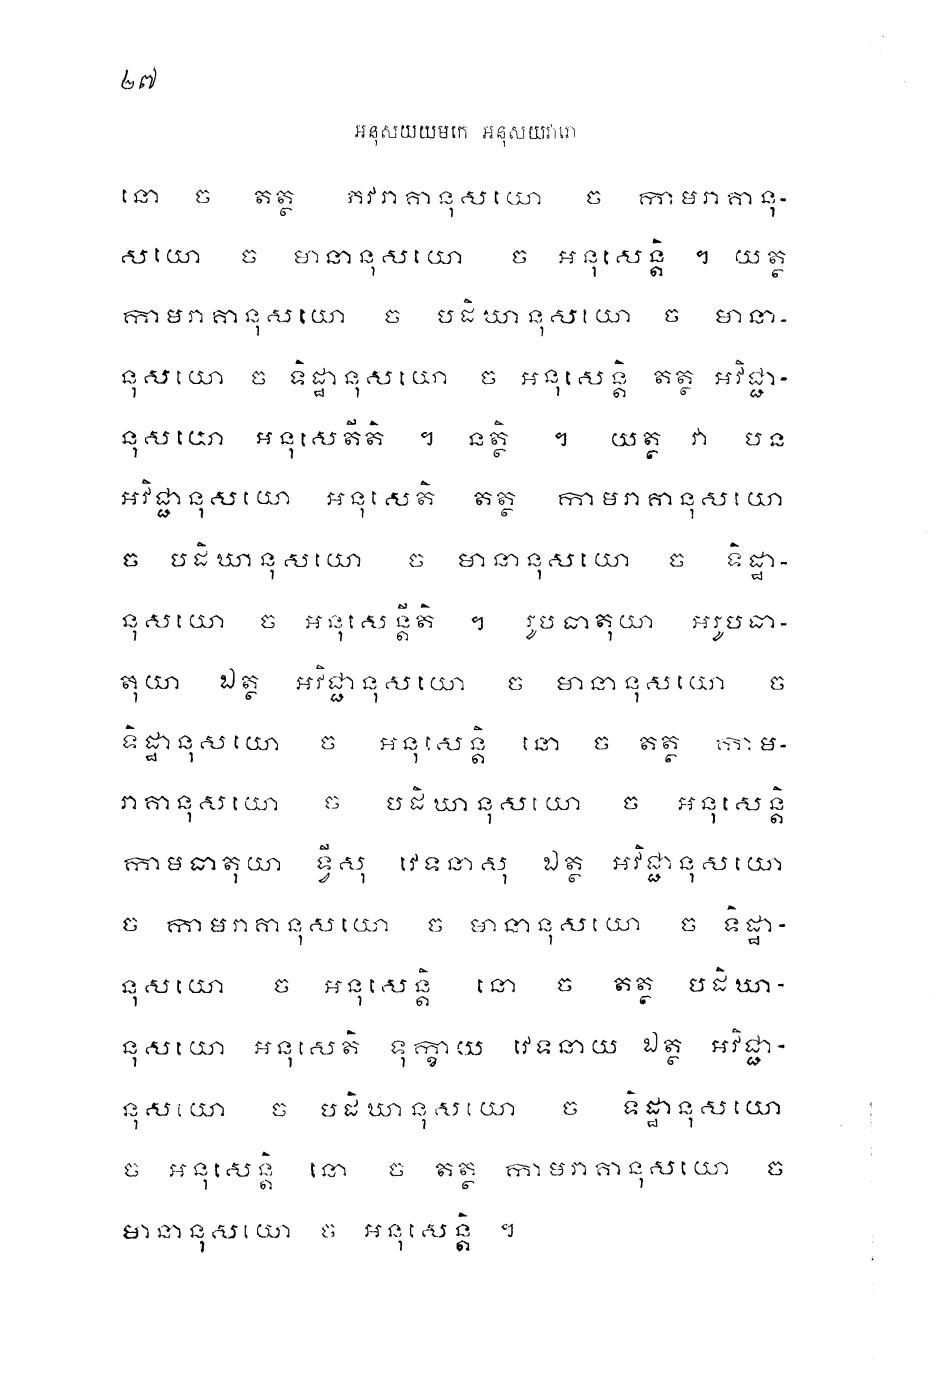 ២៧
អនុសយយមកេ អនុសយវារោ
នោ ច តត្ថ ភវរាគានុសយោ ច កាមរាគានុ-
សយោ ច មានានុសយោ ច អនុសេន្តិ ។ យត្ថ
កាមរាគានុសយោ ច បដិឃានុសយោ ច មានា-
នុសយោ ច ទិដ្ឋានុសយោ ច អនុសេន្តិ តត្ថ អវិជ្ជា-
នុសយោ អនុសេតីតិ ។ នត្ថិ ។ យត្ថ វា បន
អវិជ្ជានុសយោ អនុសេតិ តត្ថ កាមរាគានុសយោ
ច បដិឃានុសយោ ច មានានុសយោ ច ទិដ្ឋា-
នុសយោ ច អនុសេន្តីតិ ។ រូបធាតុយា អរូបធា-
តុយា ឯត្ថ អវិជ្ជានុសយោ ច មានានុសយោ ច
ទិដ្ឋានុសយោ ច អនុសេន្តិ នោ ច តត្ថ កាម-
រាគានុសយោ ច បដិឃានុសយោ ច អនុសេន្តិ
កាមធាតុយា ទ្វីសុ វេទនាសុ ឯត្ថ អវិជ្ជានុសយោ
ច កាមរាគានុសយោ ច មានានុសយោ ច ទិដ្ឋា-
នុសយោ ច អនុសេន្តិ នោ ច តត្ថ បដិឃា-
នុសយោ អនុសេតិ ទុក្ខាយ វេទនាយ ឯត្ថ អវិជ្ជា-
នុសយោ ច បដិឃានុសយោ ច ទិដ្ឋានុសយោ
ច អនុសេន្តិ នោ ច តត្ថ កាមរាគានុសយោ ច
មានានុសយោ ច អនុសេន្តិ ។